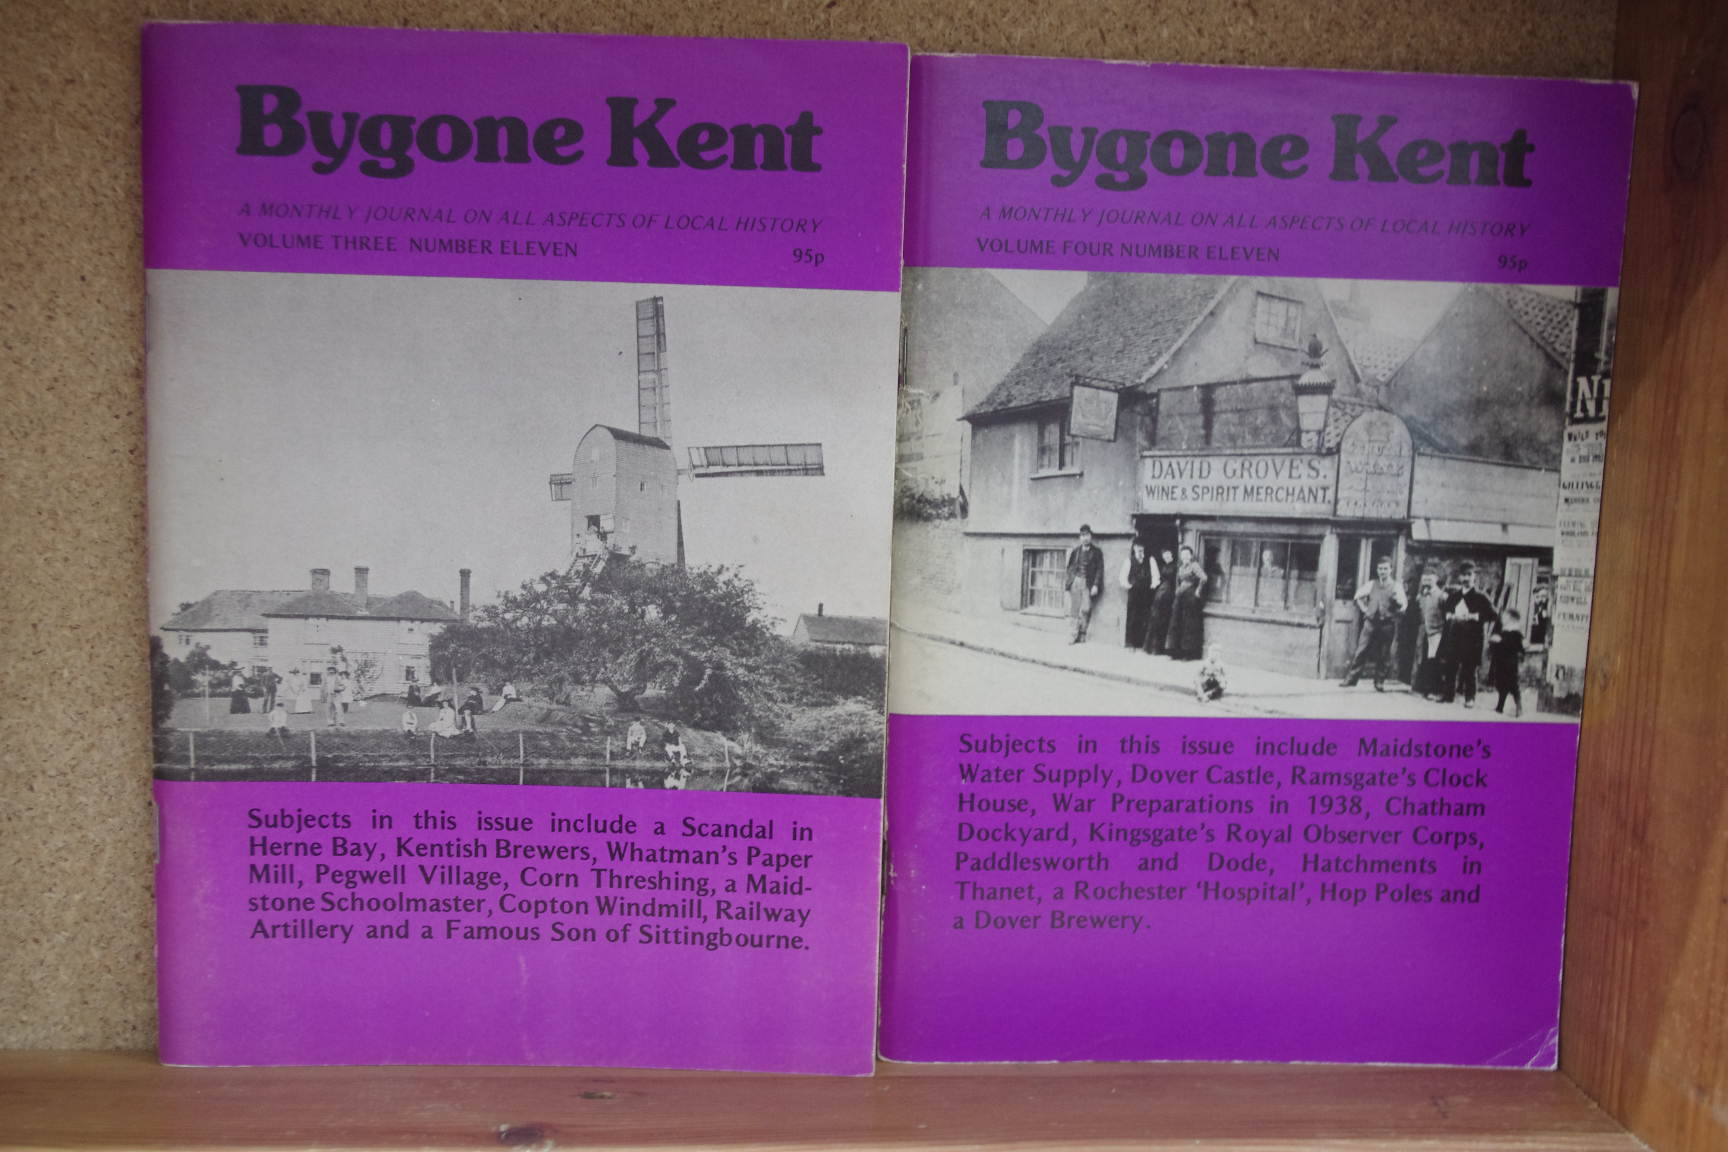 Bygone Kent
A MONTHLY JOURNAL ON ALL ASPECTS OF LOCAL HISTORY
VOLUME THREE NUMBER ELEVEN
95p
Subjects in this issue include a Scandal in
Herne Bay, Kentish Brewers, Whatman's Paper
Mill, Pegwell Village, Corn Threshing, a Maid-
stone Schoolmaster, Copton Windmill, Railway
Artillery and a Famous Son of Sittingbourne.
Bygone Kent
A MONTHLY JOURNAL ON ALL ASPECTS OF LOCAL HISTORY
VOLUME FOUR NUMBER ELEVEN
95p
DAVID GROVES.
WINE & SPIRIT MERCHANT.
WINE
Subjects in this issue include Maidstone's
Water Supply, Dover Castle, Ramsgate's Clock
House, War Preparations in 1938, Chatham
Dockyard, Kingsgate's Royal Observer Corps,
Paddlesworth and Dode, Hatchments in
Thanet, a Rochester 'Hospital', Hop Poles and
a Dover Brewery.